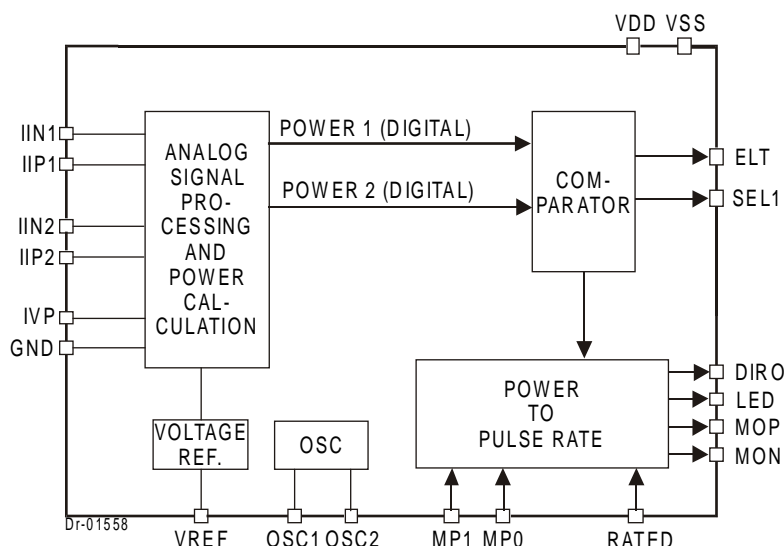 VDD VSS
IIN1
IIP1
IIN2
IIP2
IVP
GND
ANALOG
SIGNAL
PRO-
CESSING
AND
POWER
CAL-
CULATION
POWER 1 (DIGITAL)
POWER 2 (DIGITAL)
COM-
PARATOR
ELT
SEL1
POWER
TO
PULSE RATE
DIRO
LED
MOP
MON
VOLTAGE
REF.
OSC
Dr-01558
VREF OSC1 OSC2 MP1 MP0 RATED